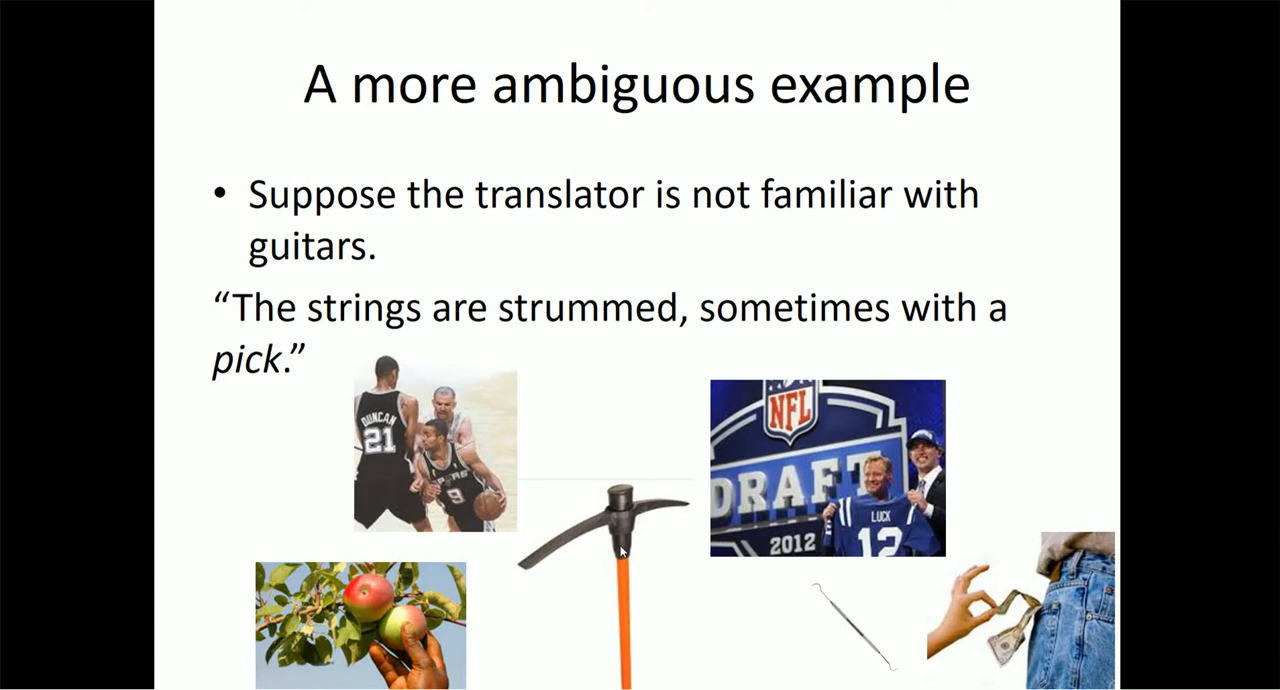 A more ambiguous example
• Suppose the translator is not familiar with
guitars.
“The strings are strummed, sometimes with a
pick.”
DUNCAN
21
9
NFL
DRAFT
2012
LUCK
12